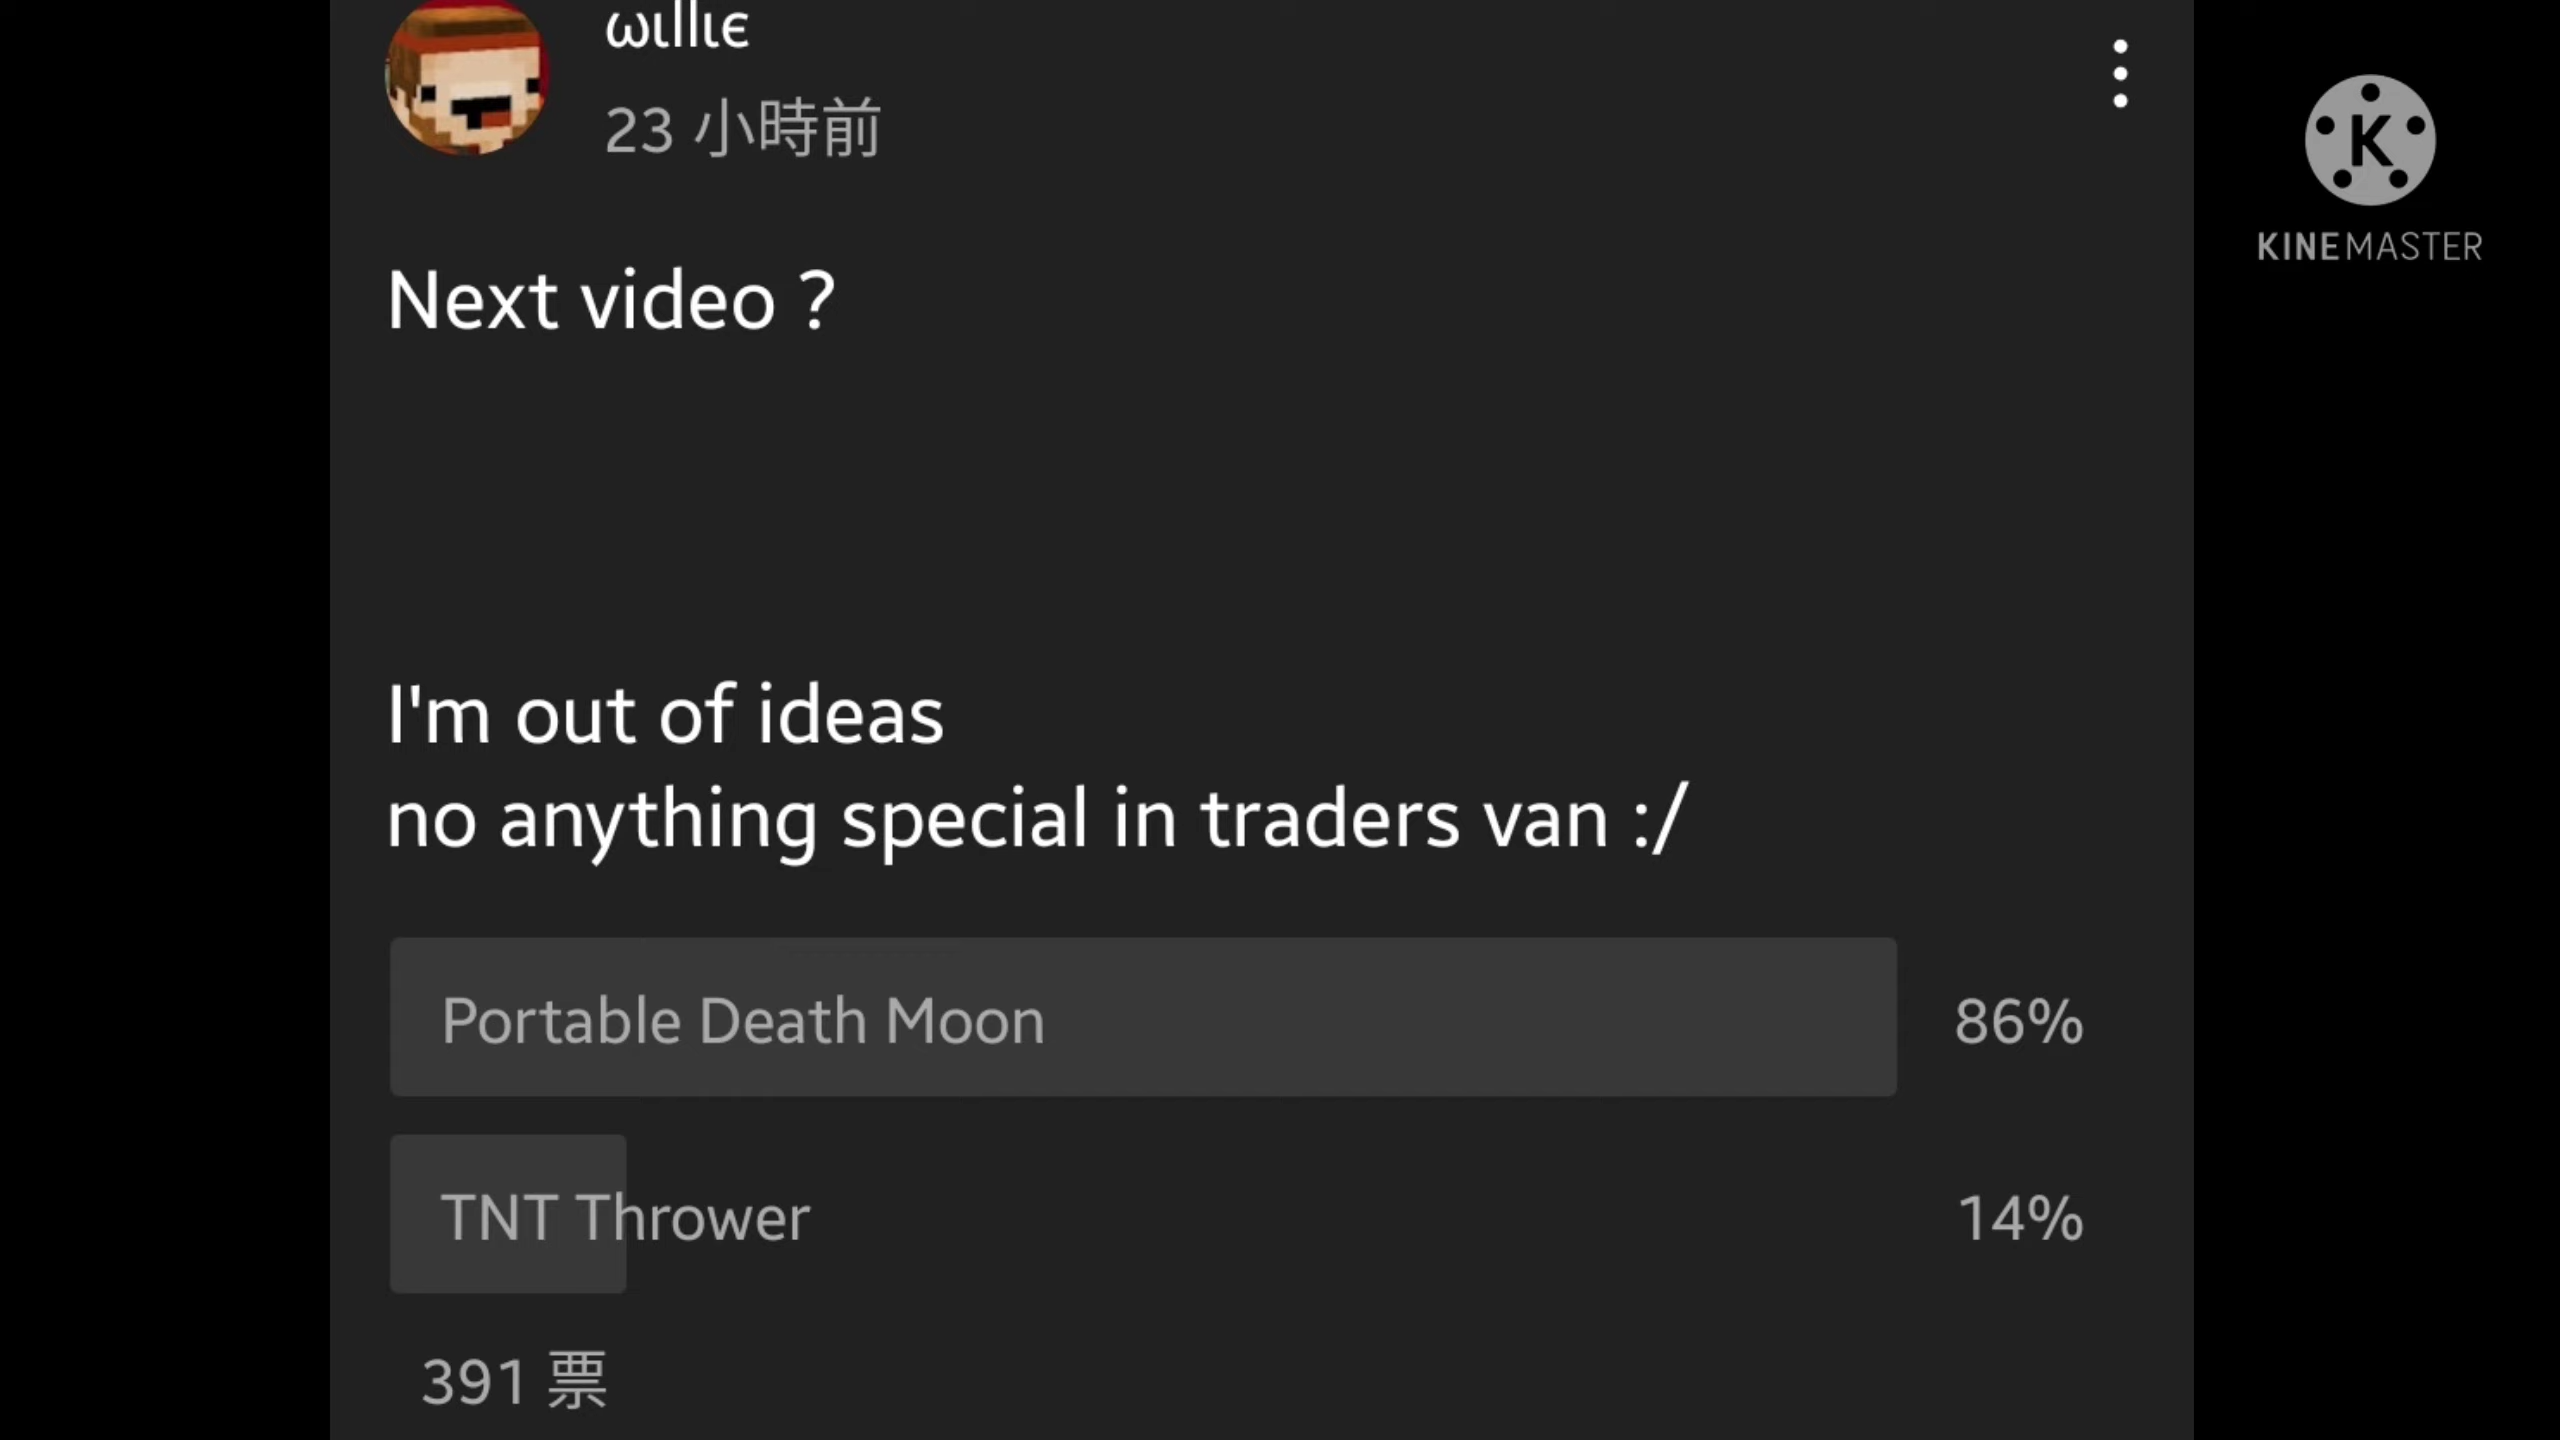 ωιllιє
23 小時前
Next video ?
I'm out of ideas
no anything special in traders van :/
Portable Death Moon
86%
TNT Thrower
14%
391 票
K
KINEMASTER